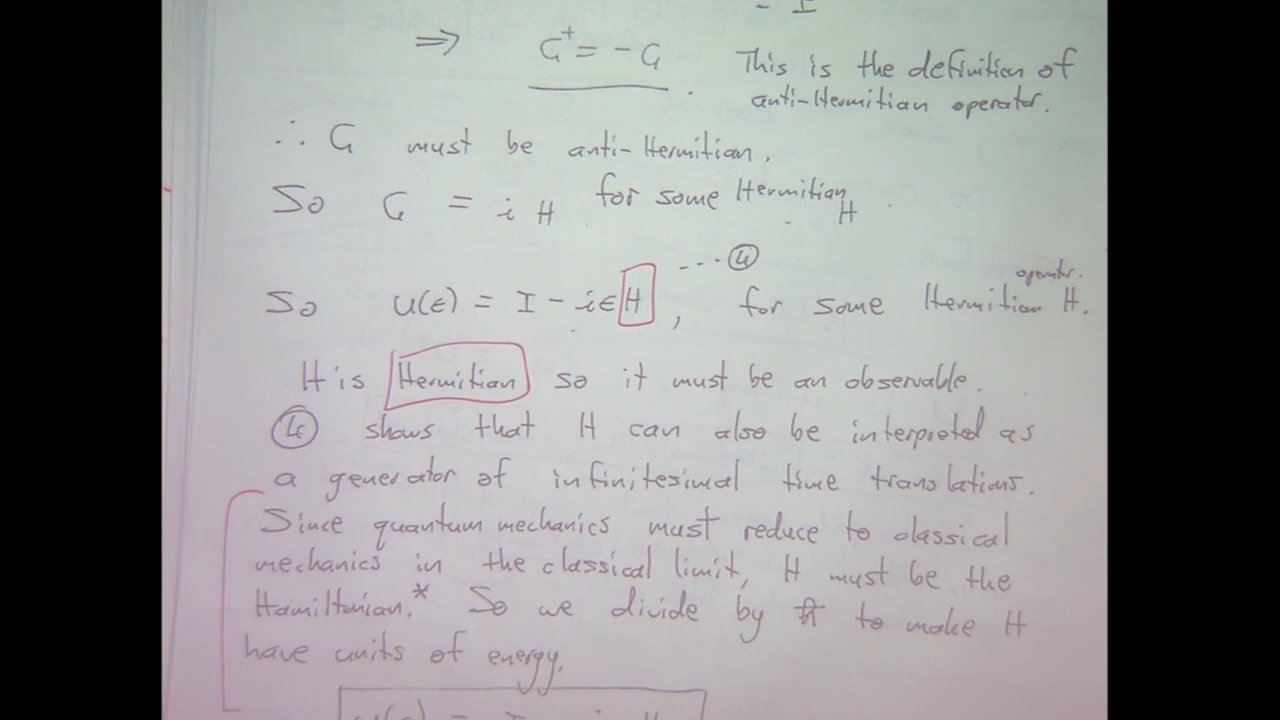 - I
⇒ G† = - G . This is the definition of
anti-Hermitian operator.
∴ G must be anti-Hermitian.
So G = i H for some Hermitian H.
So U(ε) = I - iεH, ---④ for some Hermitian operator H.
H is Hermitian so it must be an observable.
④ shows that H can also be interpreted as
a generator of infinitesimal time translations.
Since quantum mechanics must reduce to classical
mechanics in the classical limit, H must be the
Hamiltonian.* So we divide by ħ to make H
have units of energy.